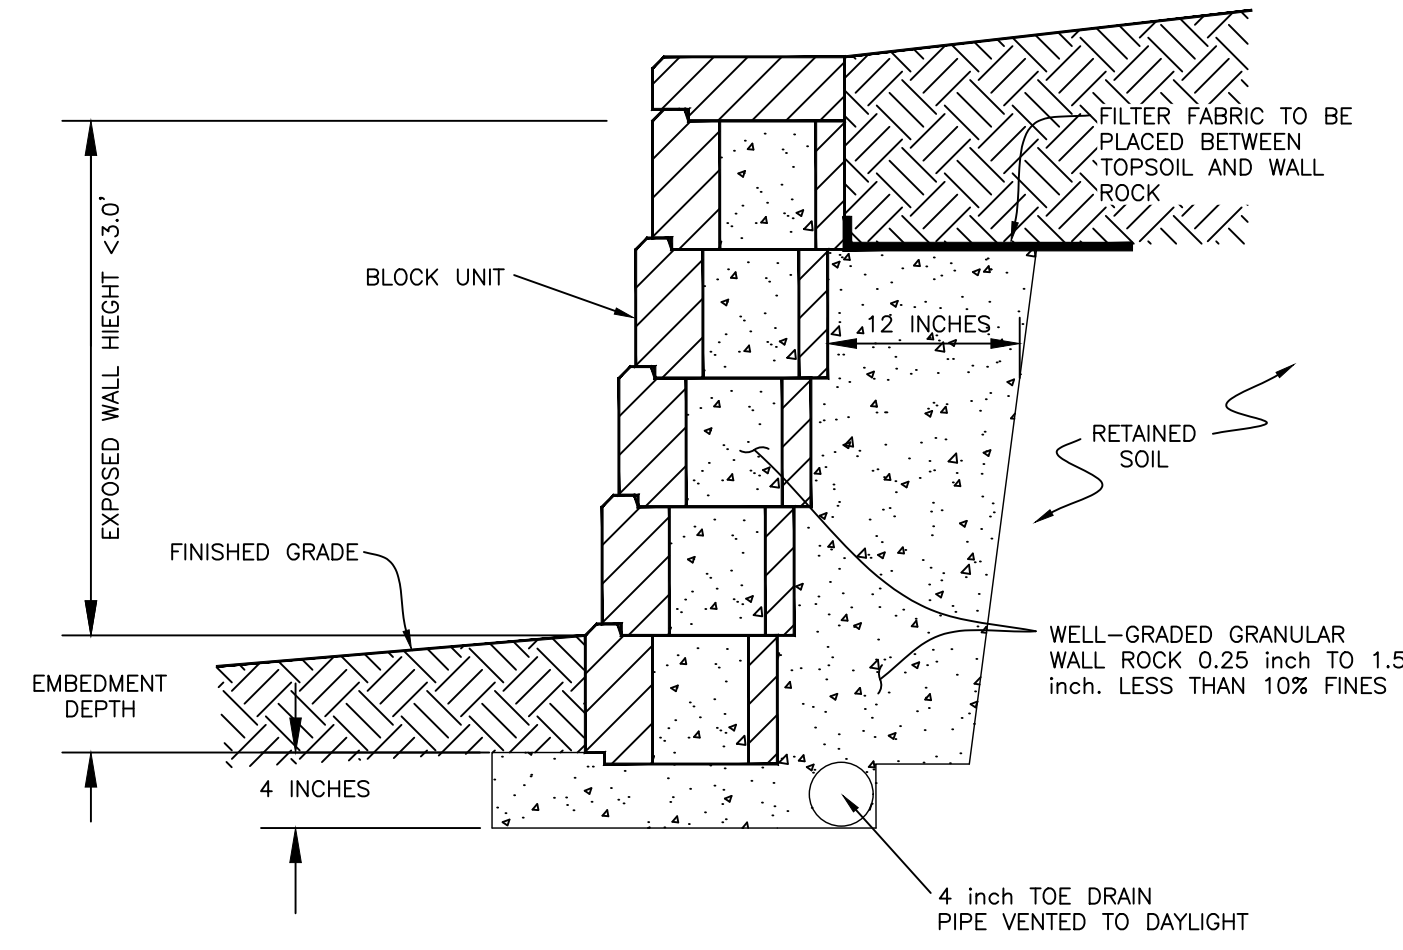 FILTER FABRIC TO BE
PLACED BETWEEN
TOPSOIL AND WALL
ROCK
EXPOSED WALL HIEGHT <3.0'
BLOCK UNIT
12 INCHES
RETAINED
SOIL
FINISHED GRADE
WELL-GRADED GRANULAR
WALL ROCK 0.25 inch TO 1.5
inch. LESS THAN 10% FINES
EMBEDMENT
DEPTH
4 INCHES
4 inch TOE DRAIN
PIPE VENTED TO DAYLIGHT